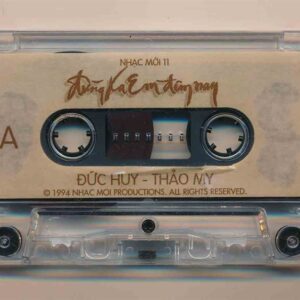 NHẠC MỚI 11
Đừng Xa Em Đêm Nay
A
ĐỨC HUY - THẢO MY
© 1994 NHAC MOI PRODUCTIONS. ALL RIGHTS RESERVED.